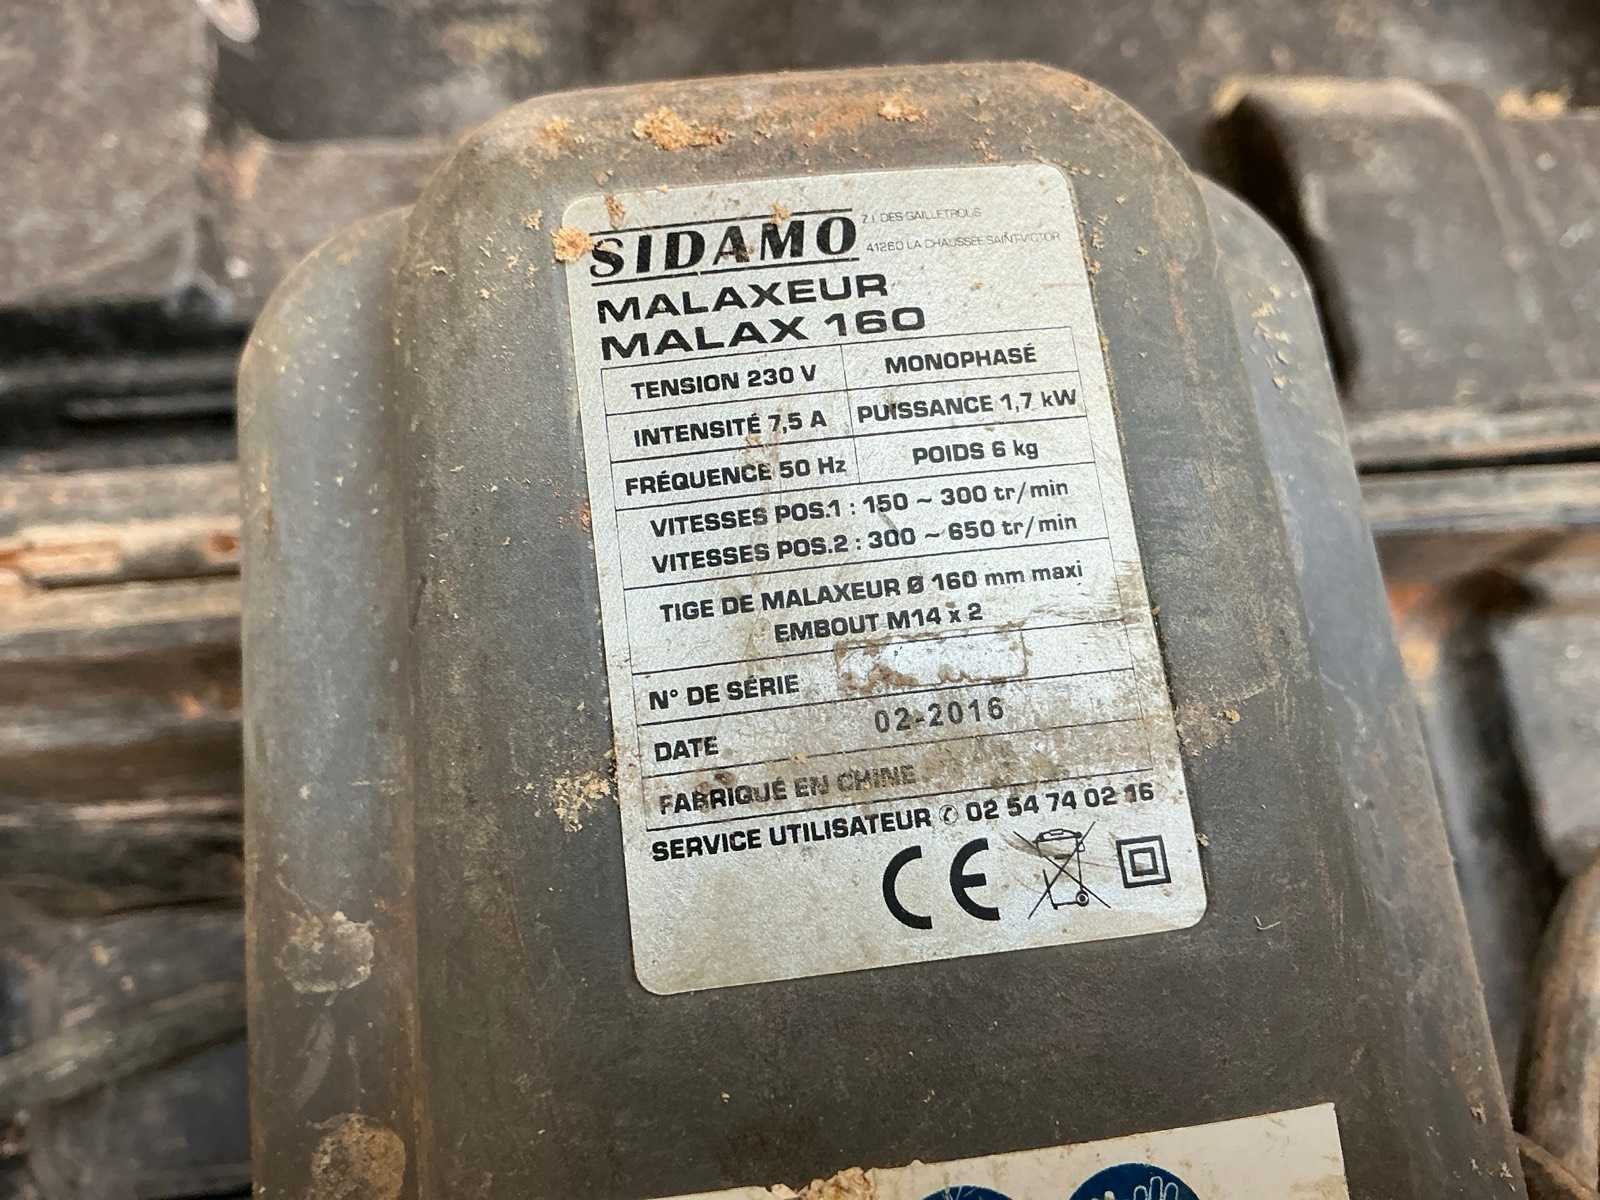 SIDAMO
Z.I. DES GAILLETROUS
41260 LA CHAUSSEE SAINT-VICTOR
MALAXEUR
MALAX 160
TENSION 230 V
MONOPHASÉ
INTENSITÉ 7,5 A
PUISSANCE 1,7 kW
FRÉQUENCE 50 Hz
POIDS 6 kg
VITESSES POS.1 : 150 ~ 300 tr/min
VITESSES POS.2 : 300 ~ 650 tr/min
TIGE DE MALAXEUR Ø 160 mm maxi
EMBOUT M14 x 2
N° DE SÉRIE
DATE 02-2016
FABRIQUÉ EN CHINE
SERVICE UTILISATEUR ✆ 02 54 74 02 16
CE